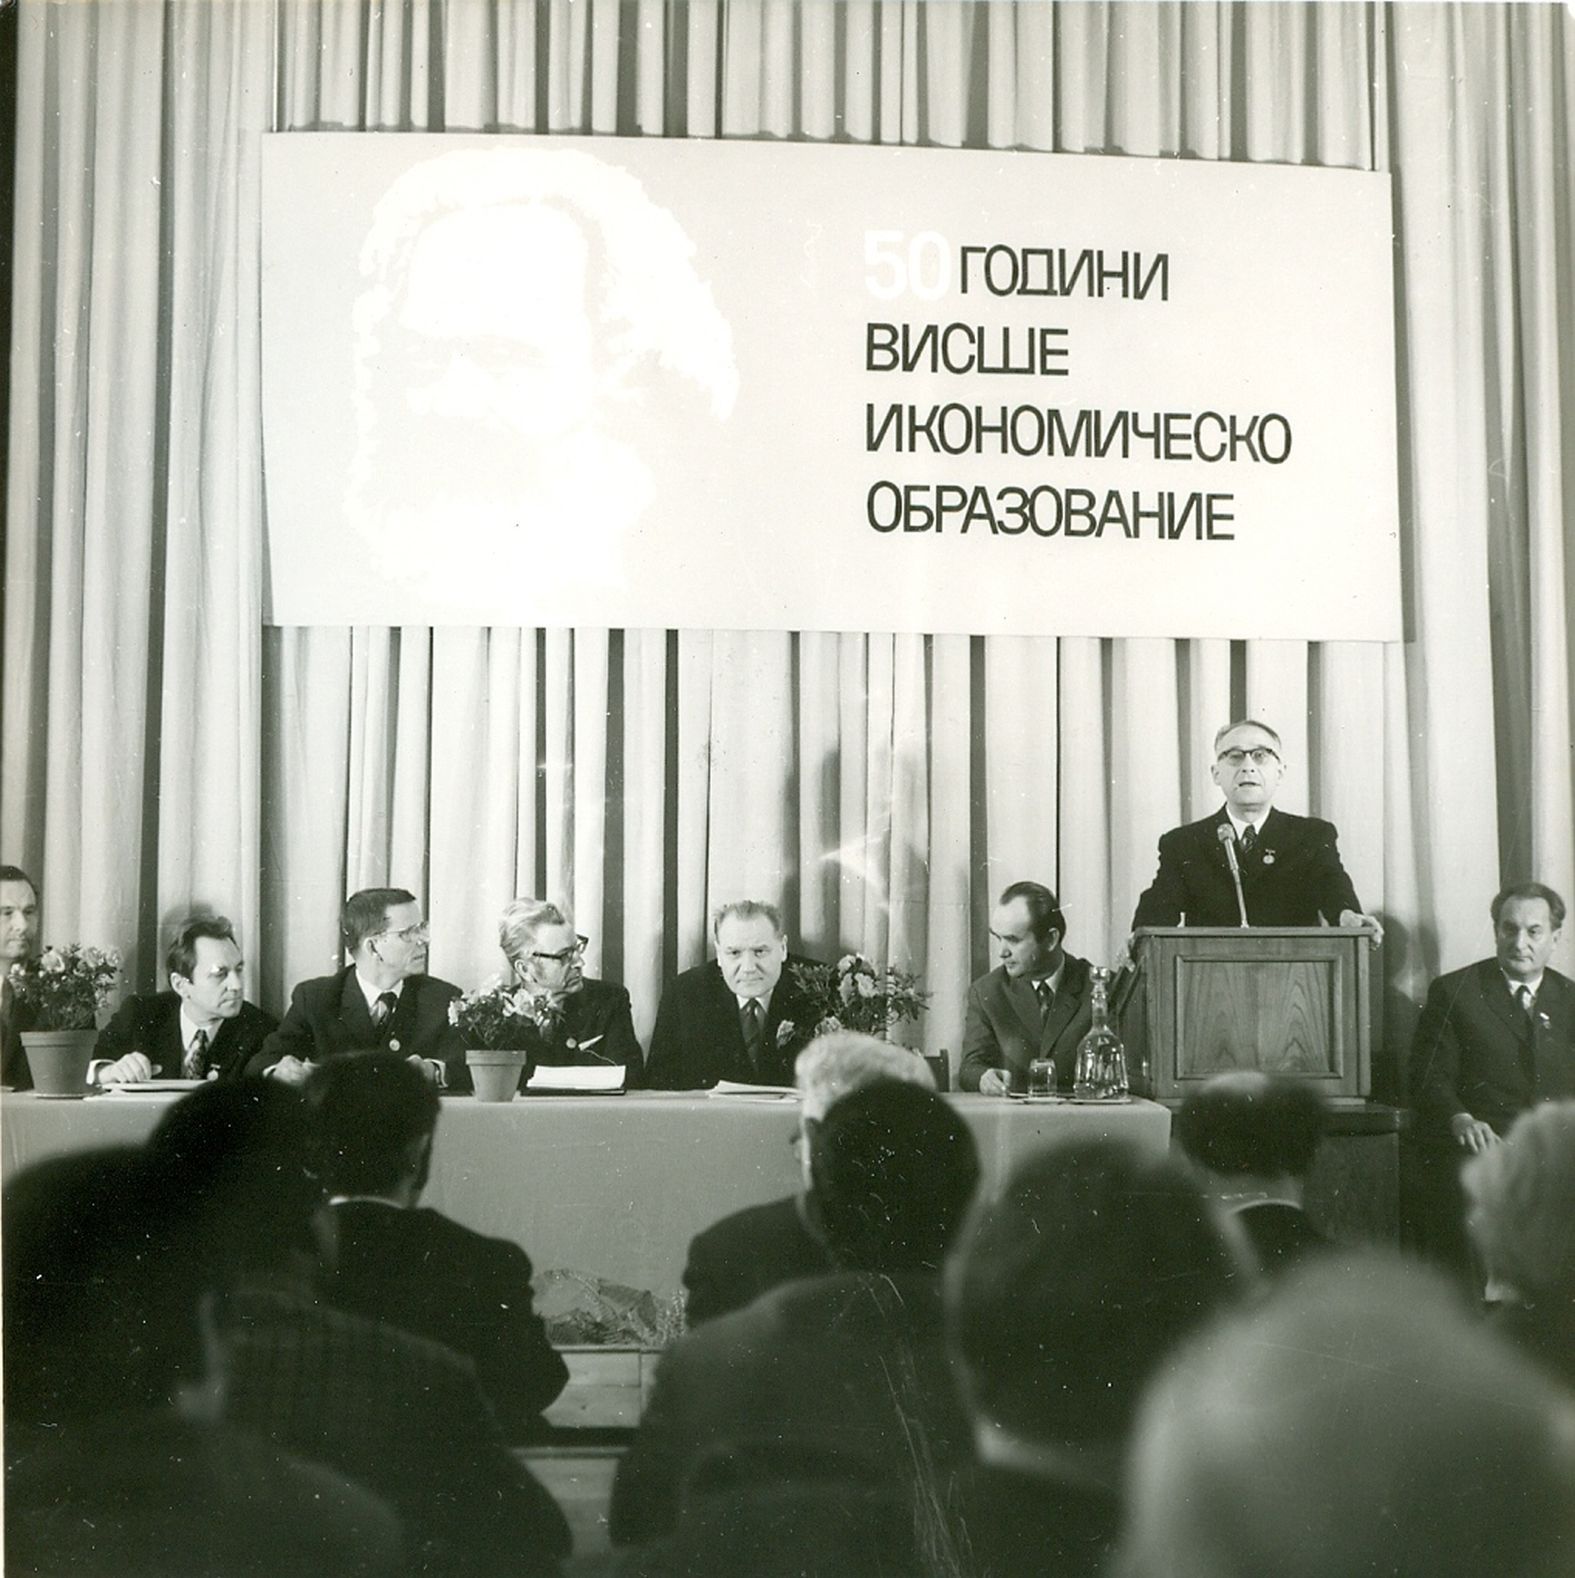 50 ГОДИНИ
ВИСШЕ
ИКОНОМИЧЕСКО
ОБРАЗОВАНИЕ